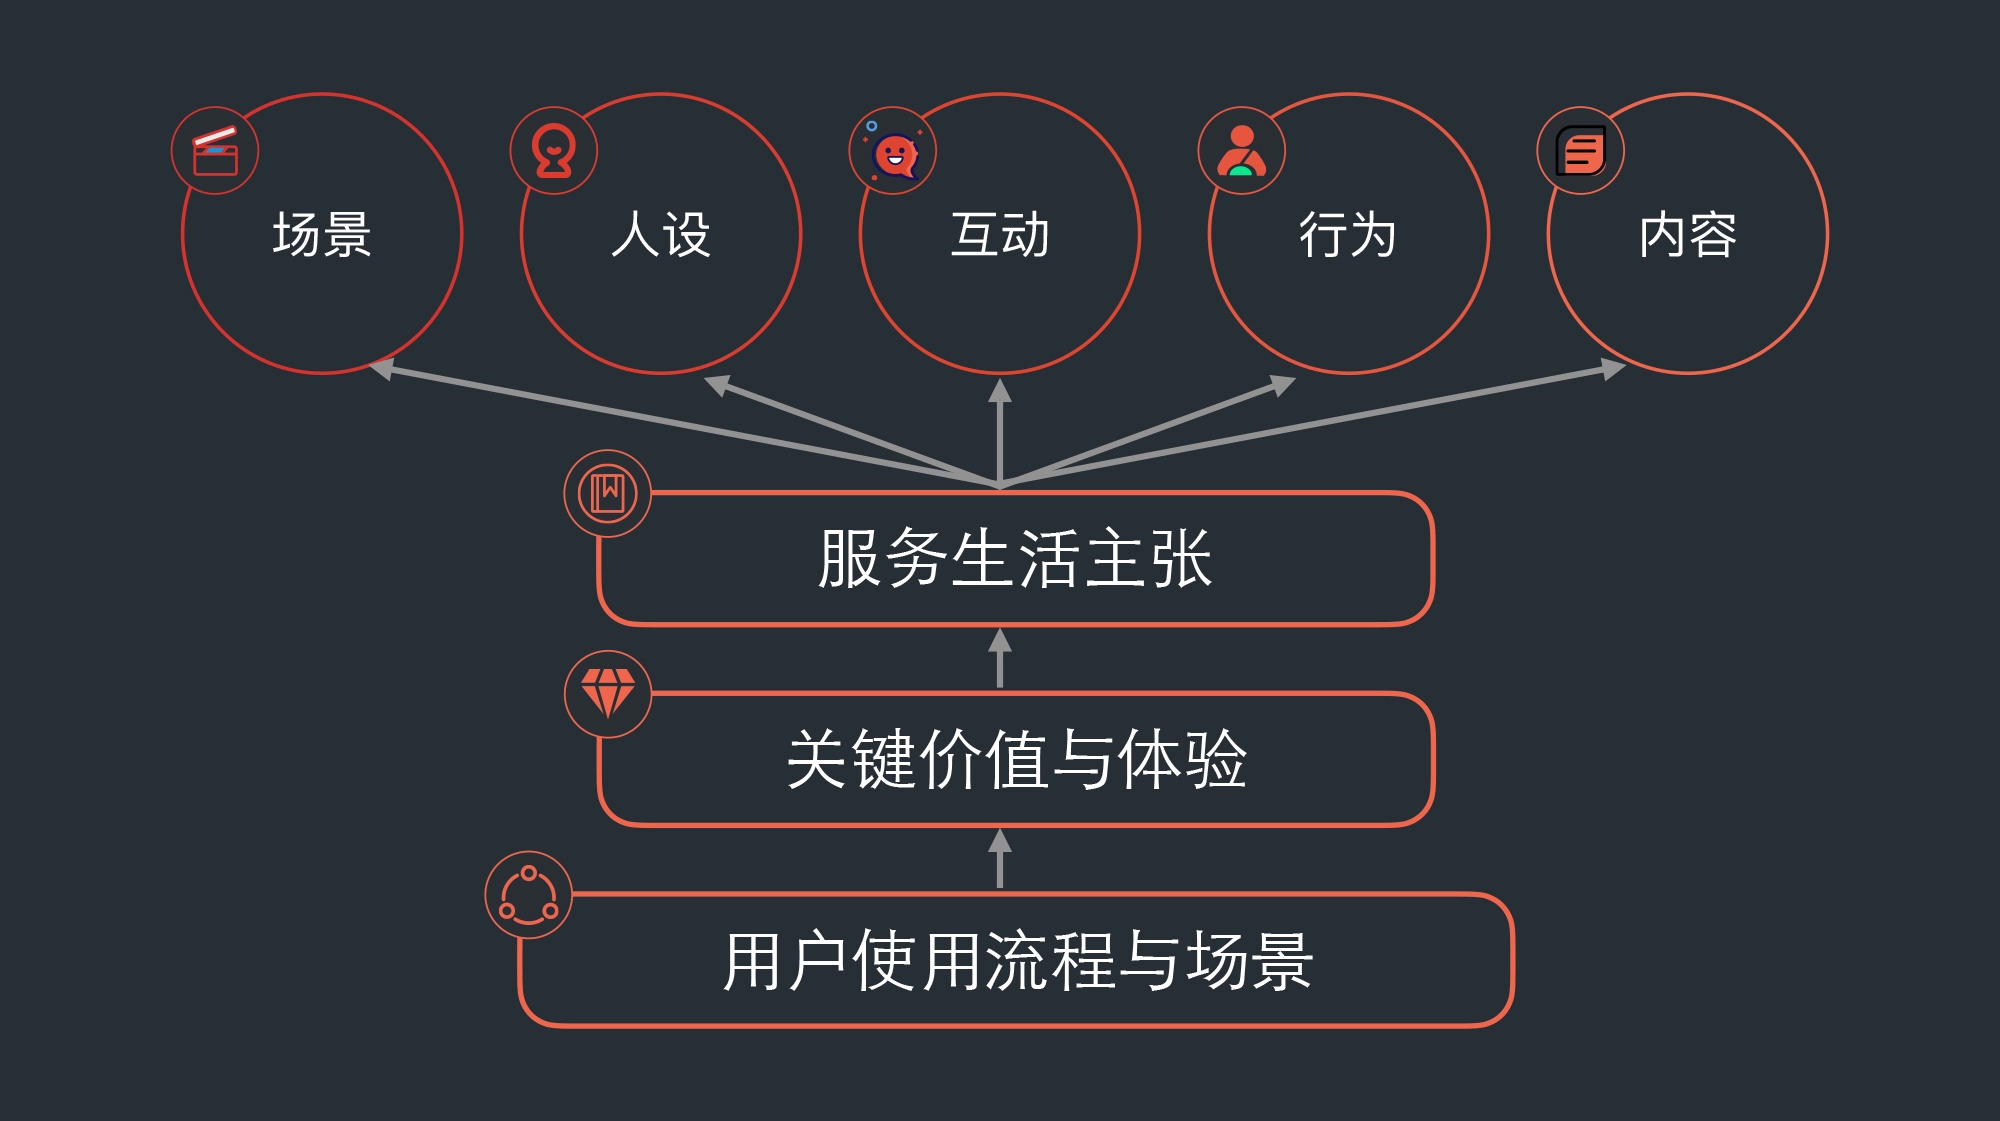 场景
人设
互动
行为
内容
服务生活主张
关键价值与体验
用户使用流程与场景